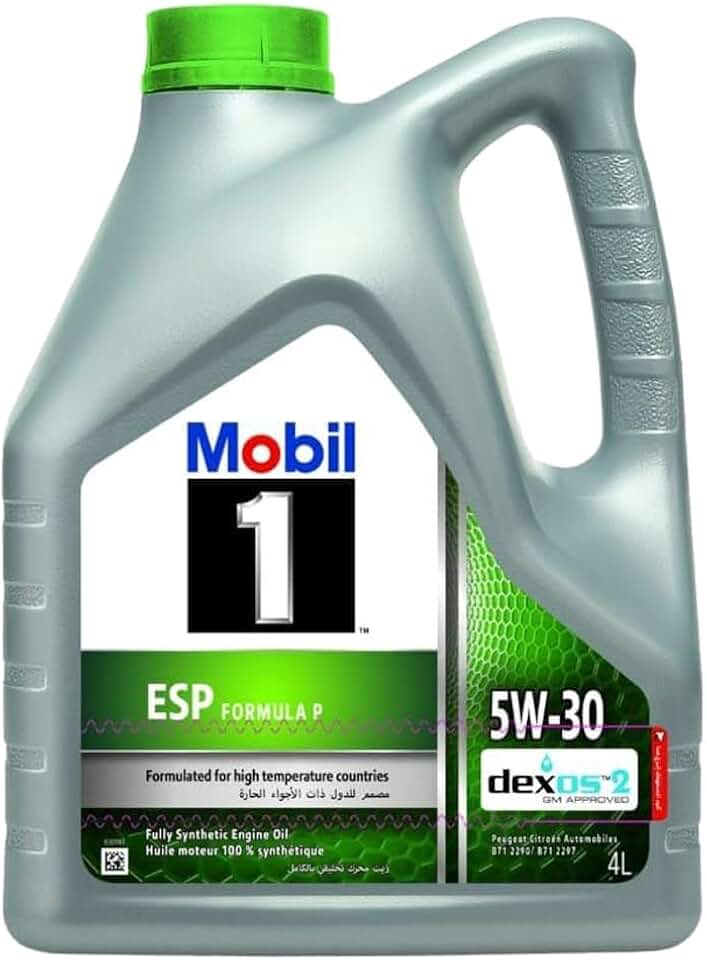 Mobil
1
™
ESP FORMULA P
5W-30
Formulated for high temperature countries
مصمم للدول ذات الأجواء الحارة
dexos™2
GM APPROVED
Fully Synthetic Engine Oil
Huile moteur 100 % synthétique
زيت محرك تخليقي بالكامل
Peugeot Citroën Automobiles
B71 2290/ B71 2297
4L